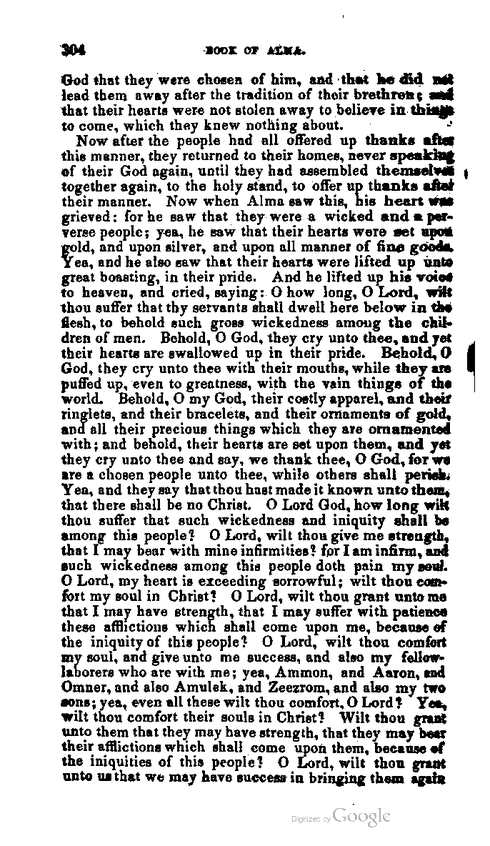 304
BOOK OF ALMA.
God that they were chosen of him, and that he did not
lead them away after the tradition of their brethren; and
that their hearts were not stolen away to believe in things
to come, which they knew nothing about.
Now after the people had all offered up thanks after
this manner, they returned to their homes, never speaking
of their God again, until they had assembled themselves
together again, to the holy stand, to offer up thanks after
their manner. Now when Alma saw this, his heart was
grieved: for he saw that they were a wicked and a per-
verse people; yea, he saw that their hearts were set upon
gold, and upon silver, and upon all manner of fine goods.
Yea, and he also saw that their hearts were lifted up unto
great boasting, in their pride. And he lifted up his voice
to heaven, and cried, saying: O how long, O Lord, wilt
thou suffer that thy servants shall dwell here below in the
flesh, to behold such gross wickedness amoug the chil-
dren of men. Behold, O God, they cry unto thee, and yet
their hearts are swallowed up in their pride. Behold, O
God, they cry unto thee with their mouths, while they are
puffed up, even to greatness, with the vain things of the
world. Behold, O my God, their costly apparel, and their
ringlets, and their bracelets, and their ornaments of gold,
and all their precious things which they are ornamented
with; and behold, their hearts are set upon them, and yet
they cry unto thee and say, we thank thee, O God, for we
are a chosen people unto thee, while others shall perish.
Yea, and they say that thou hast made it known unto them,
that there shall be no Christ. O Lord God, how long wilt
thou suffer that such wickedness and iniquity shall be
among this people? O Lord, wilt thou give me strength,
that I may bear with mine infirmities? for I am infirm, and
such wickedness among this people doth pain my soul.
O Lord, my heart is exceeding sorrowful; wilt thou com-
fort my soul in Christ? O Lord, wilt thou grant unto me
that I may have strength, that I may suffer with patience
these afflictions which shall come upon me, because of
the iniquity of this people? O Lord, wilt thou comfort
my soul, and give unto me success, and also my fellow-
laborers who are with me; yea, Ammon, and Aaron, and
Omner, and also Amulek, and Zeezrom, and also my two
sons; yea, even all these wilt thou comfort, O Lord? Yea,
wilt thou comfort their souls in Christ? Wilt thou grant
unto them that they may have strength, that they may bear
their afflictions which shall come upon them, because of
the iniquities of this people? O Lord, wilt thou grant
unto us that we may have success in bringing them again
Digitized by Google